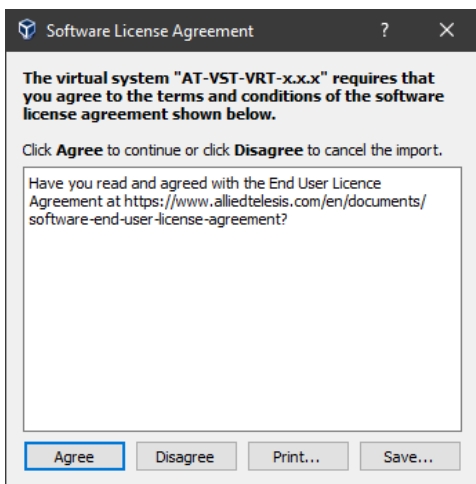 Software License Agreement
The virtual system "AT-VST-VRT-x.x.x" requires that
you agree to the terms and conditions of the software
license agreement shown below.
Click Agree to continue or click Disagree to cancel the import.
Have you read and agreed with the End User Licence
Agreement at https://www.alliedtelesis.com/en/documents/
software-end-user-license-agreement?
Agree Disagree Print... Save...